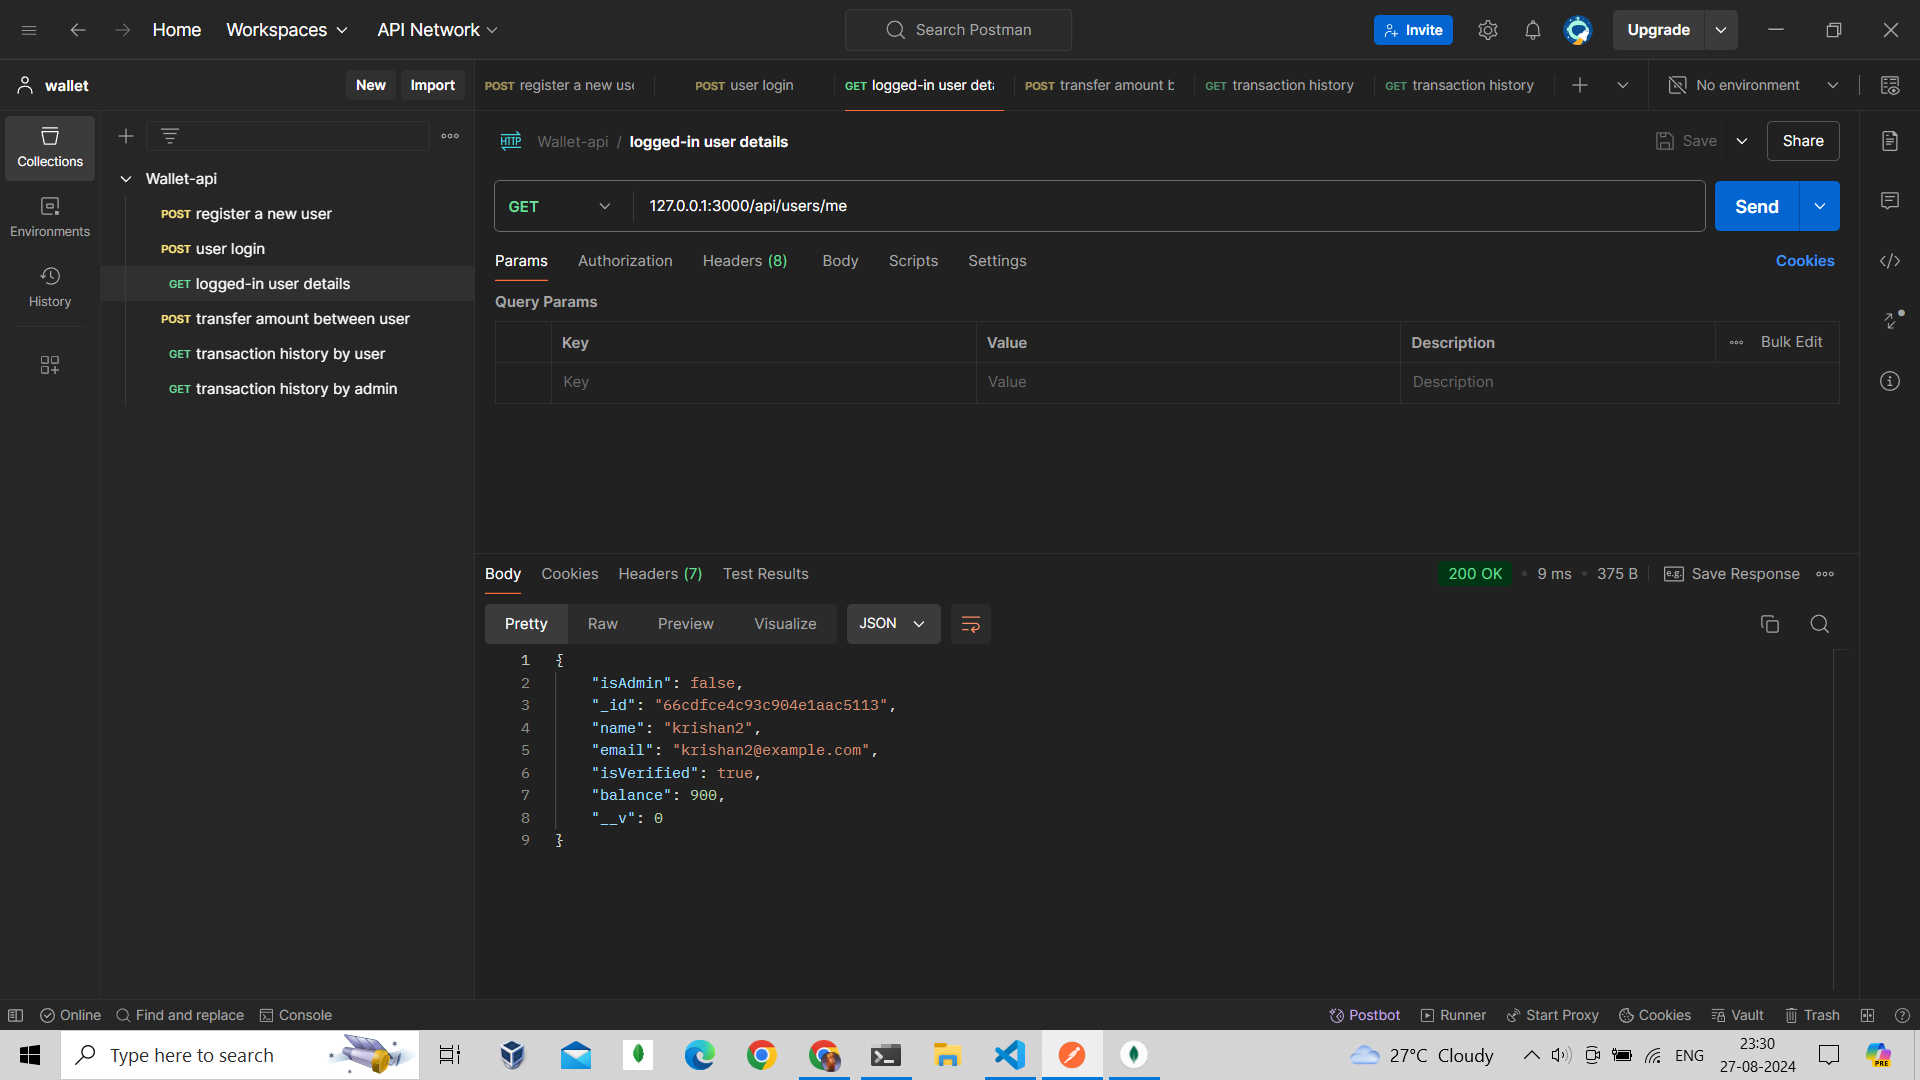 Home Workspaces API Network Search Postman Invite Upgrade
wallet New Import POST register a new use POST user login GET logged-in user deta POST transfer amount b GET transaction history GET transaction history No environment
Collections
Environments
History
Wallet-api
POST register a new user
POST user login
GET logged-in user details
POST transfer amount between user
GET transaction history by user
GET transaction history by admin
HTTP Wallet-api / logged-in user details Save Share
GET 127.0.0.1:3000/api/users/me Send
Params Authorization Headers (8) Body Scripts Settings Cookies
Query Params
Key Value Description Bulk Edit
Key Value Description
Body Cookies Headers (7) Test Results 200 OK 9 ms 375 B e.g. Save Response
Pretty Raw Preview Visualize JSON
1 {
2 "isAdmin": false,
3 "_id": "66cdfce4c93c904e1aac5113",
4 "name": "krishan2",
5 "email": "krishan2@example.com",
6 "isVerified": true,
7 "balance": 900,
8 "__v": 0
9 }
Online Find and replace Console Postbot Runner Start Proxy Cookies Vault Trash
Type here to search 27°C Cloudy ENG 23:30
27-08-2024
PRE